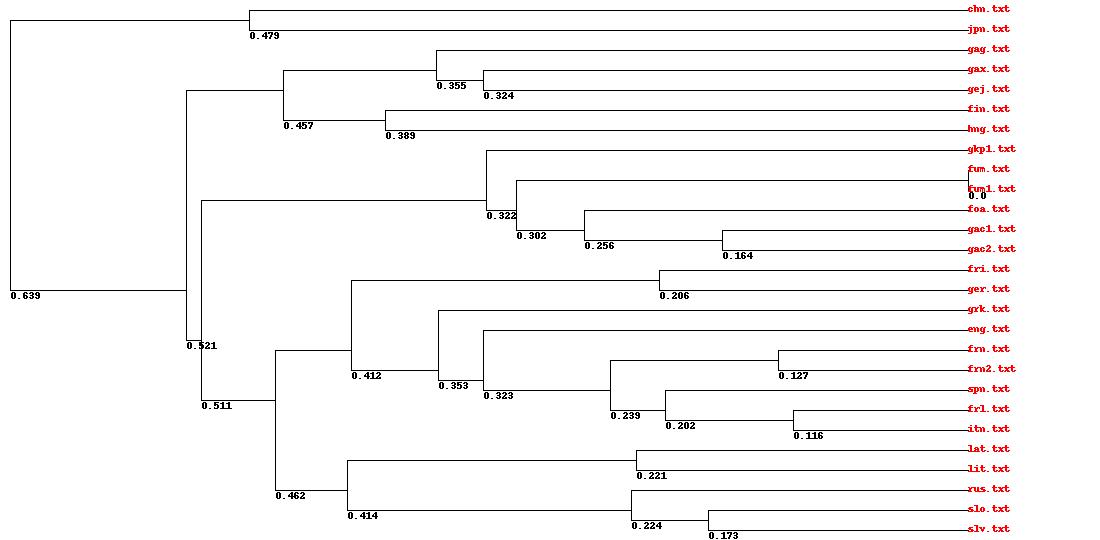 chn.txt
jpn.txt
0.479
gag.txt
gax.txt
0.355
gej.txt
0.324
fin.txt
0.457
hng.txt
0.389
gkp1.txt
fum.txt
fum1.txt
0.0
foa.txt
0.322
gac1.txt
0.302
gac2.txt
0.256
0.164
fri.txt
ger.txt
0.639
0.206
grk.txt
eng.txt
0.521
frn.txt
frn2.txt
0.412
0.127
0.353
spn.txt
0.323
frl.txt
0.511
0.239
0.202
itn.txt
0.116
lat.txt
lit.txt
0.221
rus.txt
0.462
slo.txt
0.414
0.224
slv.txt
0.173